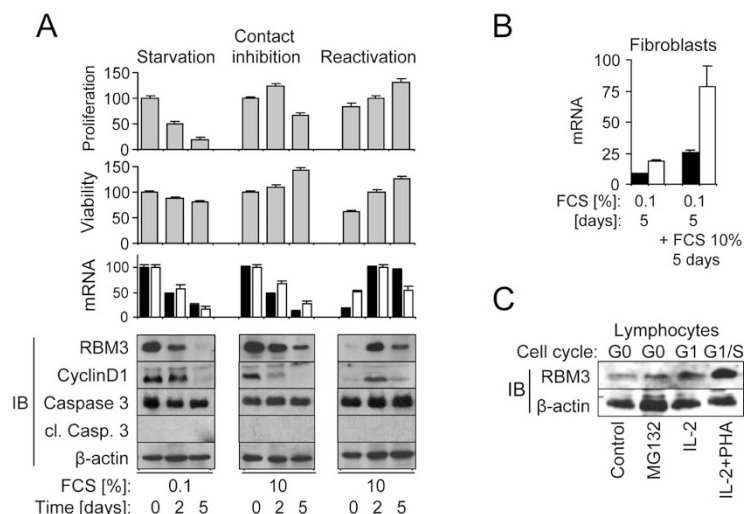 A
Starvation
Contact
inhibition
Reactivation
Proliferation
150
100
50
0
Viability
150
100
50
0
mRNA
100
50
0
IB
RBM3
CyclinD1
Caspase 3
cl. Casp. 3
β-actin
FCS [%]: 0.1 10 10
Time [days]: 0 2 5 0 2 5 0 2 5
B
Fibroblasts
mRNA
100
75
50
25
0
FCS [%]: 0.1 0.1
[days]: 5 5
+ FCS 10%
5 days
C
Lymphocytes
Cell cycle: G0 G0 G1 G1/S
IB
RBM3
β-actin
Control
MG132
IL-2
IL-2+PHA